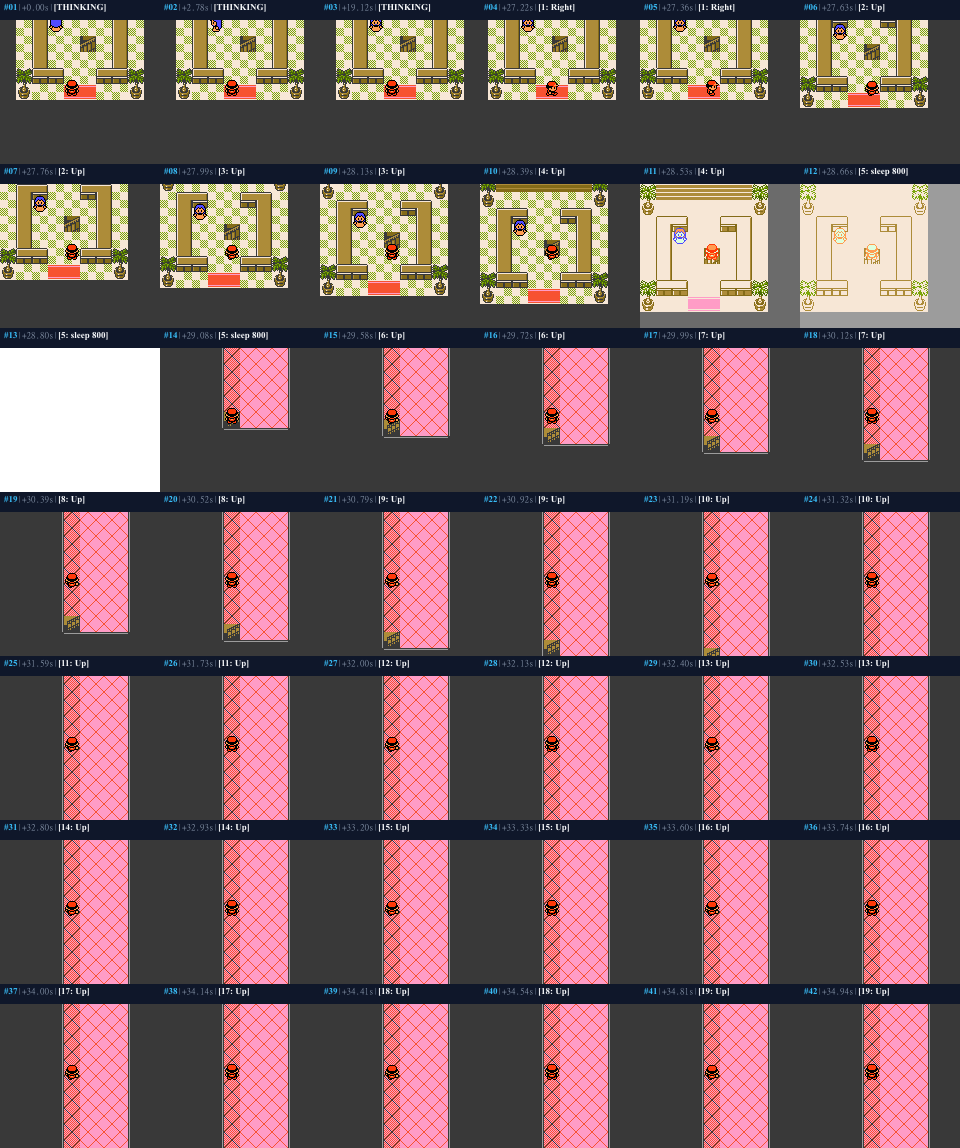 #01|+0.00s|[THINKING] #02|+2.78s|[THINKING] #03|+19.12s|[THINKING] #04|+27.22s|[1: Right] #05|+27.36s|[1: Right] #06|+27.63s|[2: Up]
#07|+27.76s|[2: Up] #08|+27.99s|[3: Up] #09|+28.13s|[3: Up] #10|+28.39s|[4: Up] #11|+28.53s|[4: Up] #12|+28.66s|[5: sleep 800]
#13|+28.80s|[5: sleep 800] #14|+29.08s|[5: sleep 800] #15|+29.58s|[6: Up] #16|+29.72s|[6: Up] #17|+29.99s|[7: Up] #18|+30.12s|[7: Up]
#19|+30.39s|[8: Up] #20|+30.52s|[8: Up] #21|+30.79s|[9: Up] #22|+30.92s|[9: Up] #23|+31.19s|[10: Up] #24|+31.32s|[10: Up]
#25|+31.59s|[11: Up] #26|+31.73s|[11: Up] #27|+32.00s|[12: Up] #28|+32.13s|[12: Up] #29|+32.40s|[13: Up] #30|+32.53s|[13: Up]
#31|+32.80s|[14: Up] #32|+32.93s|[14: Up] #33|+33.20s|[15: Up] #34|+33.33s|[15: Up] #35|+33.60s|[16: Up] #36|+33.74s|[16: Up]
#37|+34.00s|[17: Up] #38|+34.14s|[17: Up] #39|+34.41s|[18: Up] #40|+34.54s|[18: Up] #41|+34.81s|[19: Up] #42|+34.94s|[19: Up]